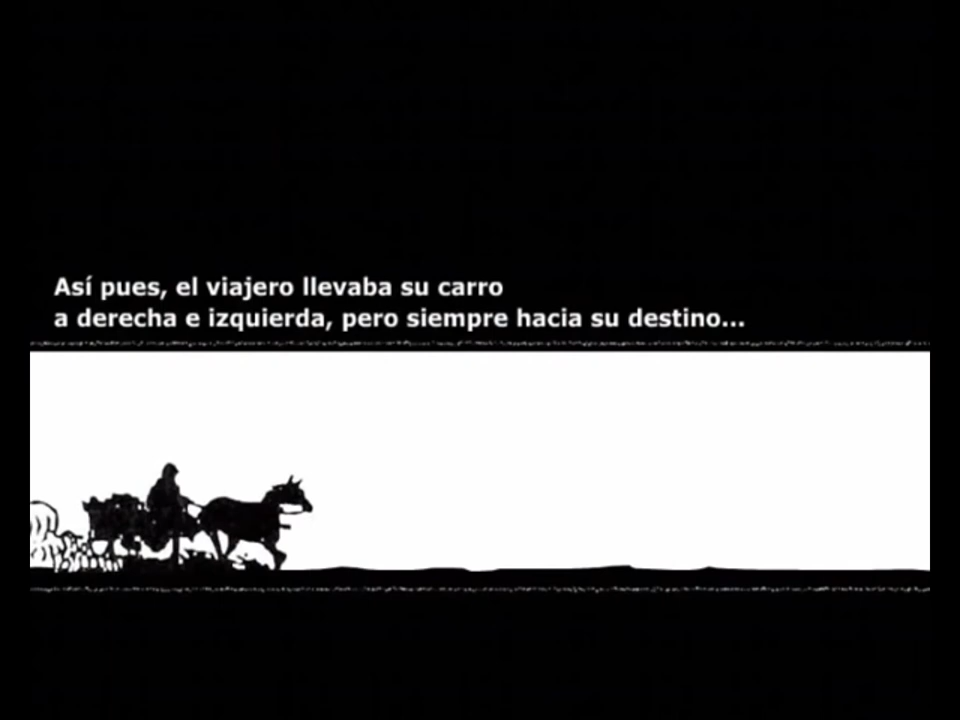 Así pues, el viajero llevaba su carro
a derecha e izquierda, pero siempre hacia su destino...